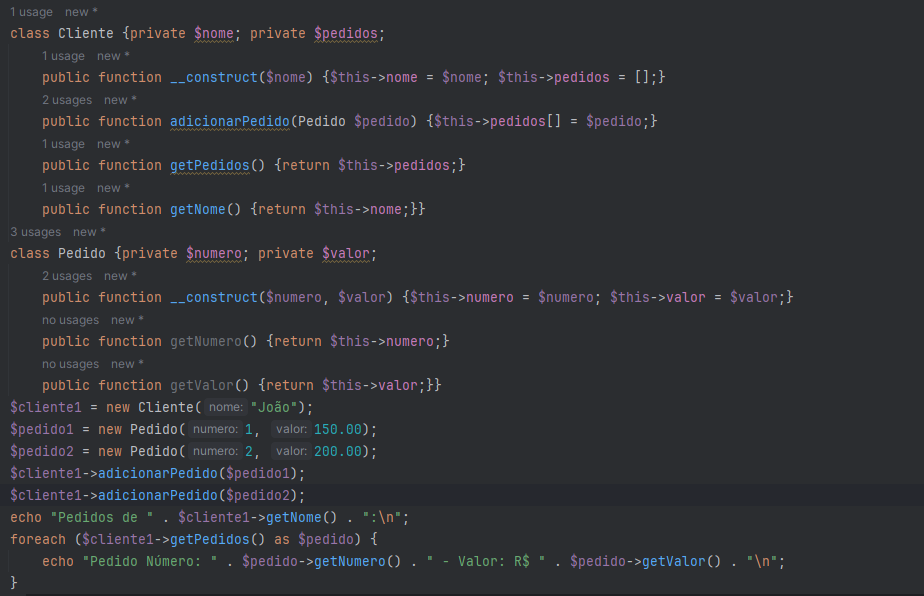 1 usage new *
class Cliente {private $nome; private $pedidos;
1 usage new *
public function __construct($nome) {$this->nome = $nome; $this->pedidos = [];}
2 usages new *
public function adicionarPedido(Pedido $pedido) {$this->pedidos[] = $pedido;}
1 usage new *
public function getPedidos() {return $this->pedidos;}
1 usage new *
public function getNome() {return $this->nome;}}
3 usages new *
class Pedido {private $numero; private $valor;
2 usages new *
public function __construct($numero, $valor) {$this->numero = $numero; $this->valor = $valor;}
no usages new *
public function getNumero() {return $this->numero;}
no usages new *
public function getValor() {return $this->valor;}}
$cliente1 = new Cliente( nome: "João");
$pedido1 = new Pedido( numero: 1, valor: 150.00);
$pedido2 = new Pedido( numero: 2, valor: 200.00);
$cliente1->adicionarPedido($pedido1);
$cliente1->adicionarPedido($pedido2);
echo "Pedidos de " . $cliente1->getNome() . ":\n";
foreach ($cliente1->getPedidos() as $pedido) {
echo "Pedido Número: " . $pedido->getNumero() . " - Valor: R$ " . $pedido->getValor() . "\n";
}